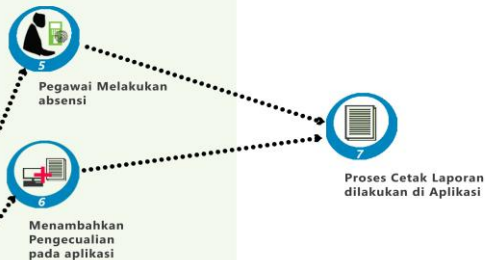 5
Pegawai Melakukan
absensi
7
Proses Cetak Laporan
dilakukan di Aplikasi
6
Menambahkan
Pengecualian
pada aplikasi